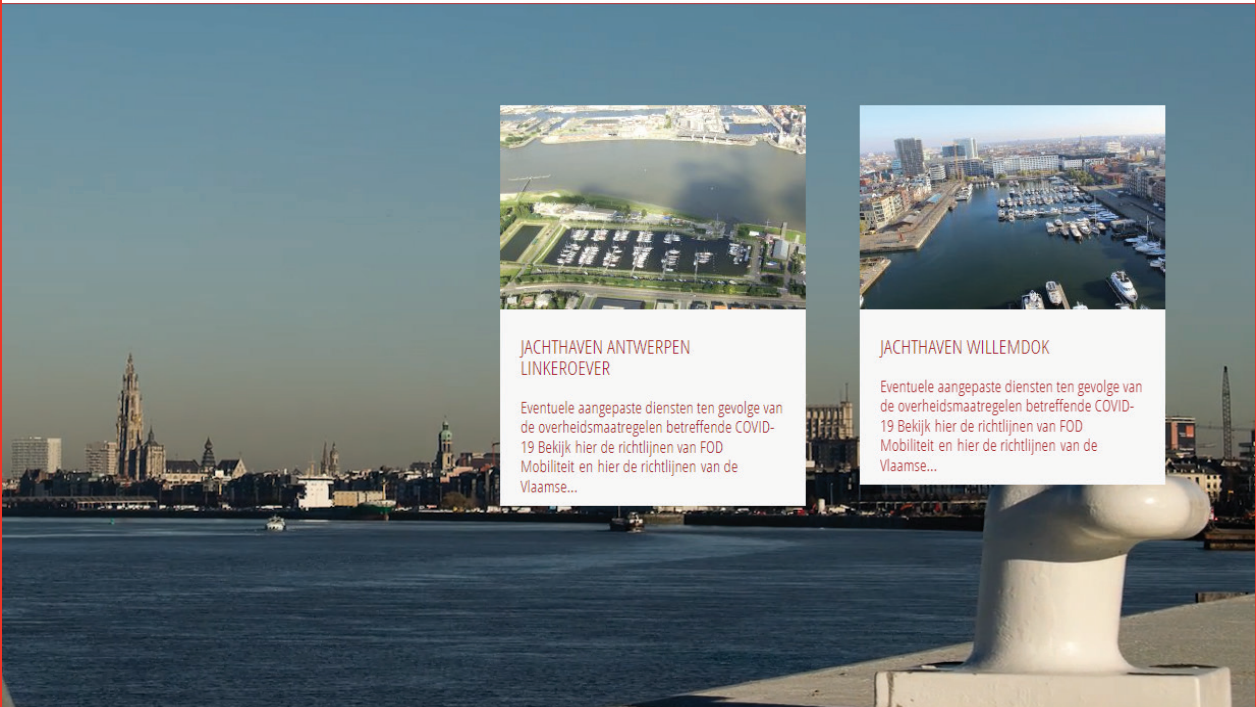 JACHTHAVEN ANTWERPEN
LINKEROEVER
Eventuele aangepaste diensten ten gevolge van
de overheidsmaatregelen betreffende COVID-
19 Bekijk hier de richtlijnen van FOD
Mobiliteit en hier de richtlijnen van de
Vlaamse...
JACHTHAVEN WILLEMDOK
Eventuele aangepaste diensten ten gevolge van
de overheidsmaatregelen betreffende COVID-
19 Bekijk hier de richtlijnen van FOD
Mobiliteit en hier de richtlijnen van de
Vlaamse...